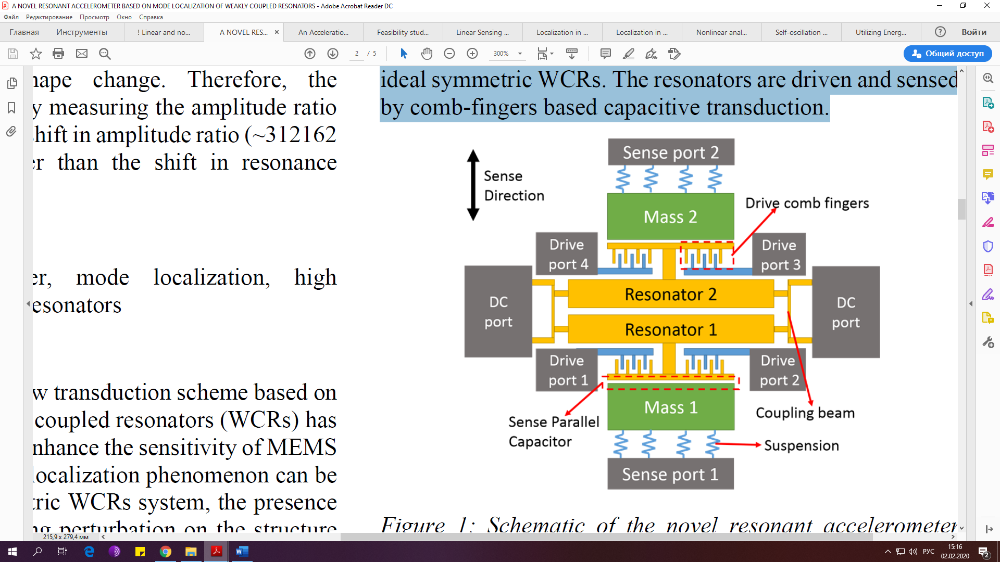 A NOVEL RESONANT ACCELEROMETER BASED ON MODE LOCALIZATION OF WEAKLY COUPLED RESONATORS - Adobe Acrobat Reader DC
Файл Редактирование Просмотр Окно Справка
Главная Инструменты ! Linear and no... A NOVEL RES... × An Acceleratio... Feasibility stud... Linear Sensing ... Localization in ... Localization in ... Nonlinear anal... Self-oscillation ... Utilizing Energ... Войти
2 / 5 300% Общий доступ
hape change. Therefore, the
y measuring the amplitude ratio
shift in amplitude ratio (~312162
er than the shift in resonance
er, mode localization, high
esonators
w transduction scheme based on
coupled resonators (WCRs) has
nhance the sensitivity of MEMS
localization phenomenon can be
tric WCRs system, the presence
ng perturbation on the structure
ideal symmetric WCRs. The resonators are driven and sensed
by comb-fingers based capacitive transduction.
Sense port 2
Sense
Direction
Mass 2
Drive comb fingers
Drive
port 4
Drive
port 3
DC
port
Resonator 2
Resonator 1
DC
port
Drive
port 1
Drive
port 2
Mass 1
Sense Parallel
Capacitor
Coupling beam
Suspension
Sense port 1
Figure 1: Schematic of the novel resonant accelerometer
215,9 x 279,4 мм
РУС
15:16
02.02.2020
2